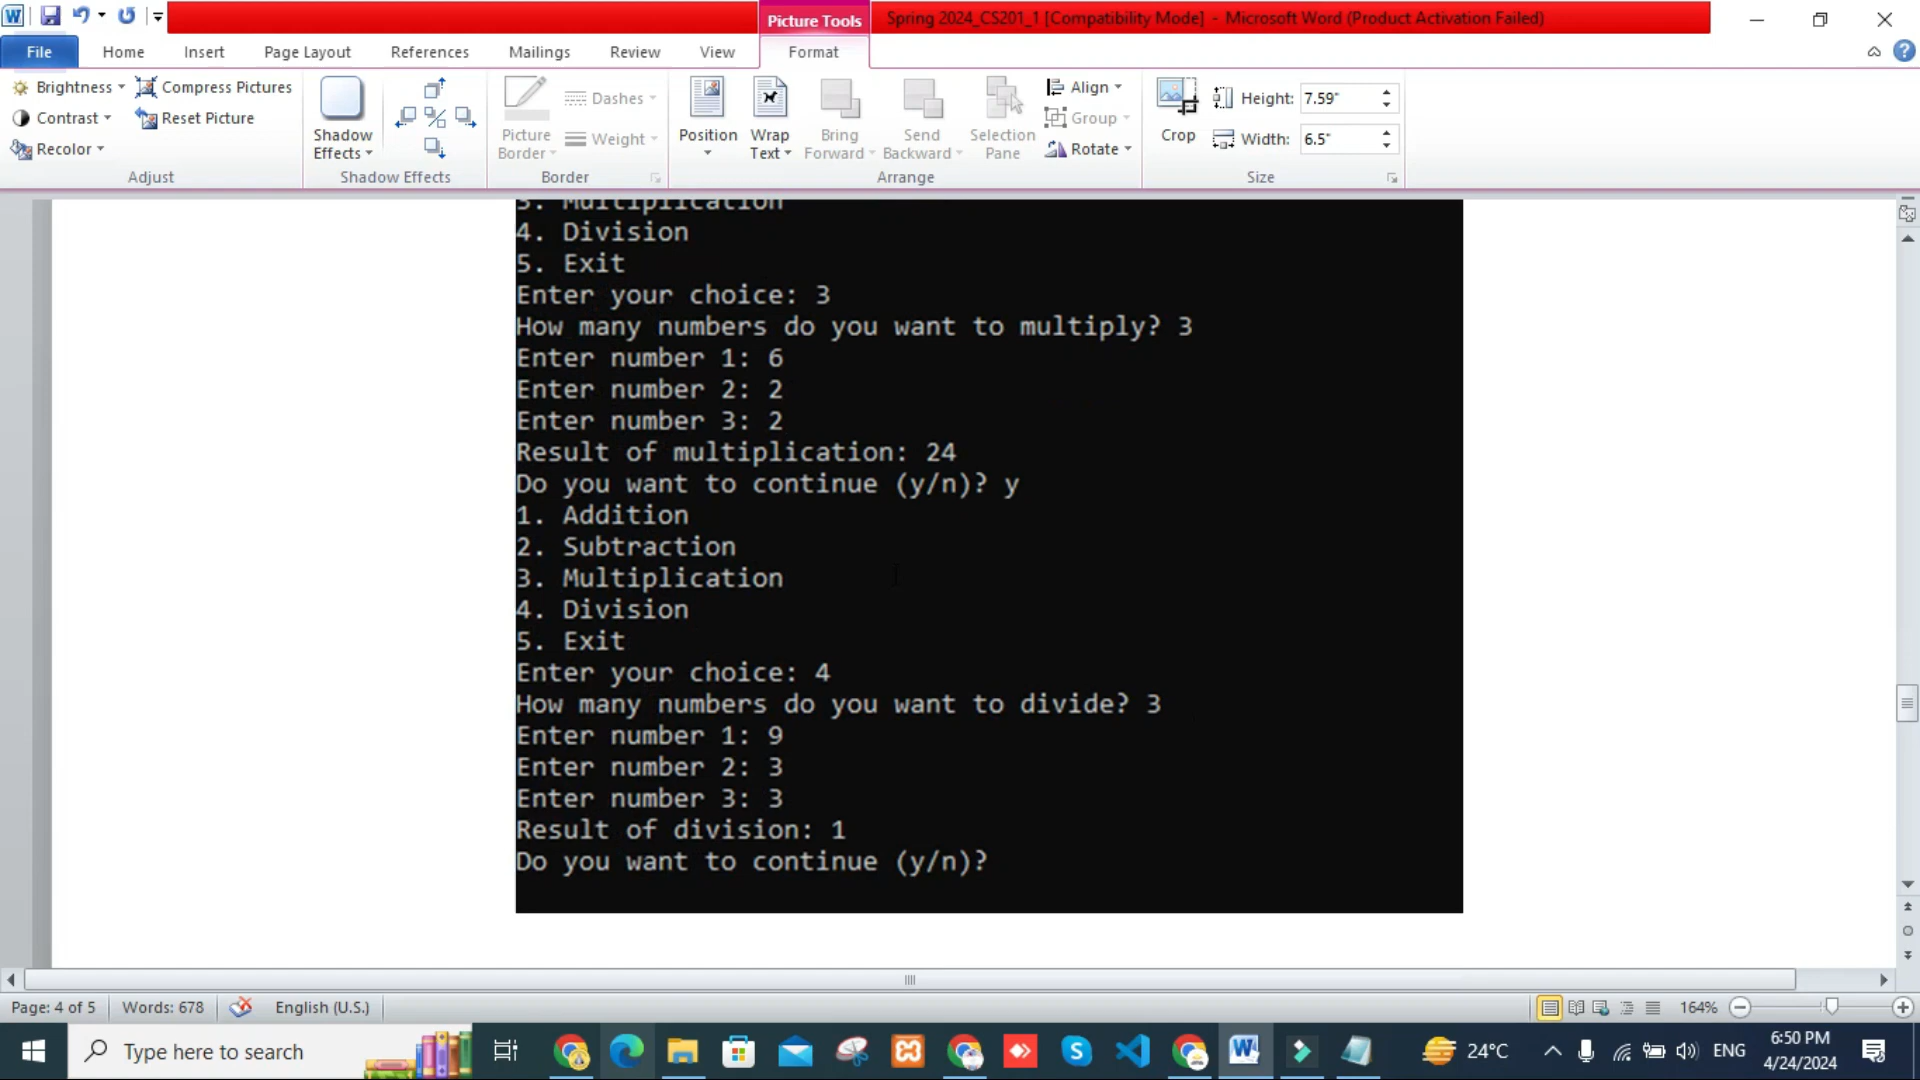 Picture Tools
Spring 2024_CS201_1 [Compatibility Mode] - Microsoft Word (Product Activation Failed)
File Home Insert Page Layout References Mailings Review View Format
Brightness Compress Pictures
Contrast Reset Picture
Recolor
Adjust
Shadow Effects
Shadow Effects
Picture Border
Dashes
Weight
Border
Position
Wrap Text
Bring Forward
Send Backward
Selection Pane
Align
Group
Rotate
Arrange
Crop
Height: 7.59"
Width: 6.5"
Size
3. Multiplication
4. Division
5. Exit
Enter your choice: 3
How many numbers do you want to multiply? 3
Enter number 1: 6
Enter number 2: 2
Enter number 3: 2
Result of multiplication: 24
Do you want to continue (y/n)? y
1. Addition
2. Subtraction
3. Multiplication
4. Division
5. Exit
Enter your choice: 4
How many numbers do you want to divide? 3
Enter number 1: 9
Enter number 2: 3
Enter number 3: 3
Result of division: 1
Do you want to continue (y/n)?
Page: 4 of 5 Words: 678 English (U.S.) 164%
Type here to search
24°C
ENG
6:50 PM
4/24/2024